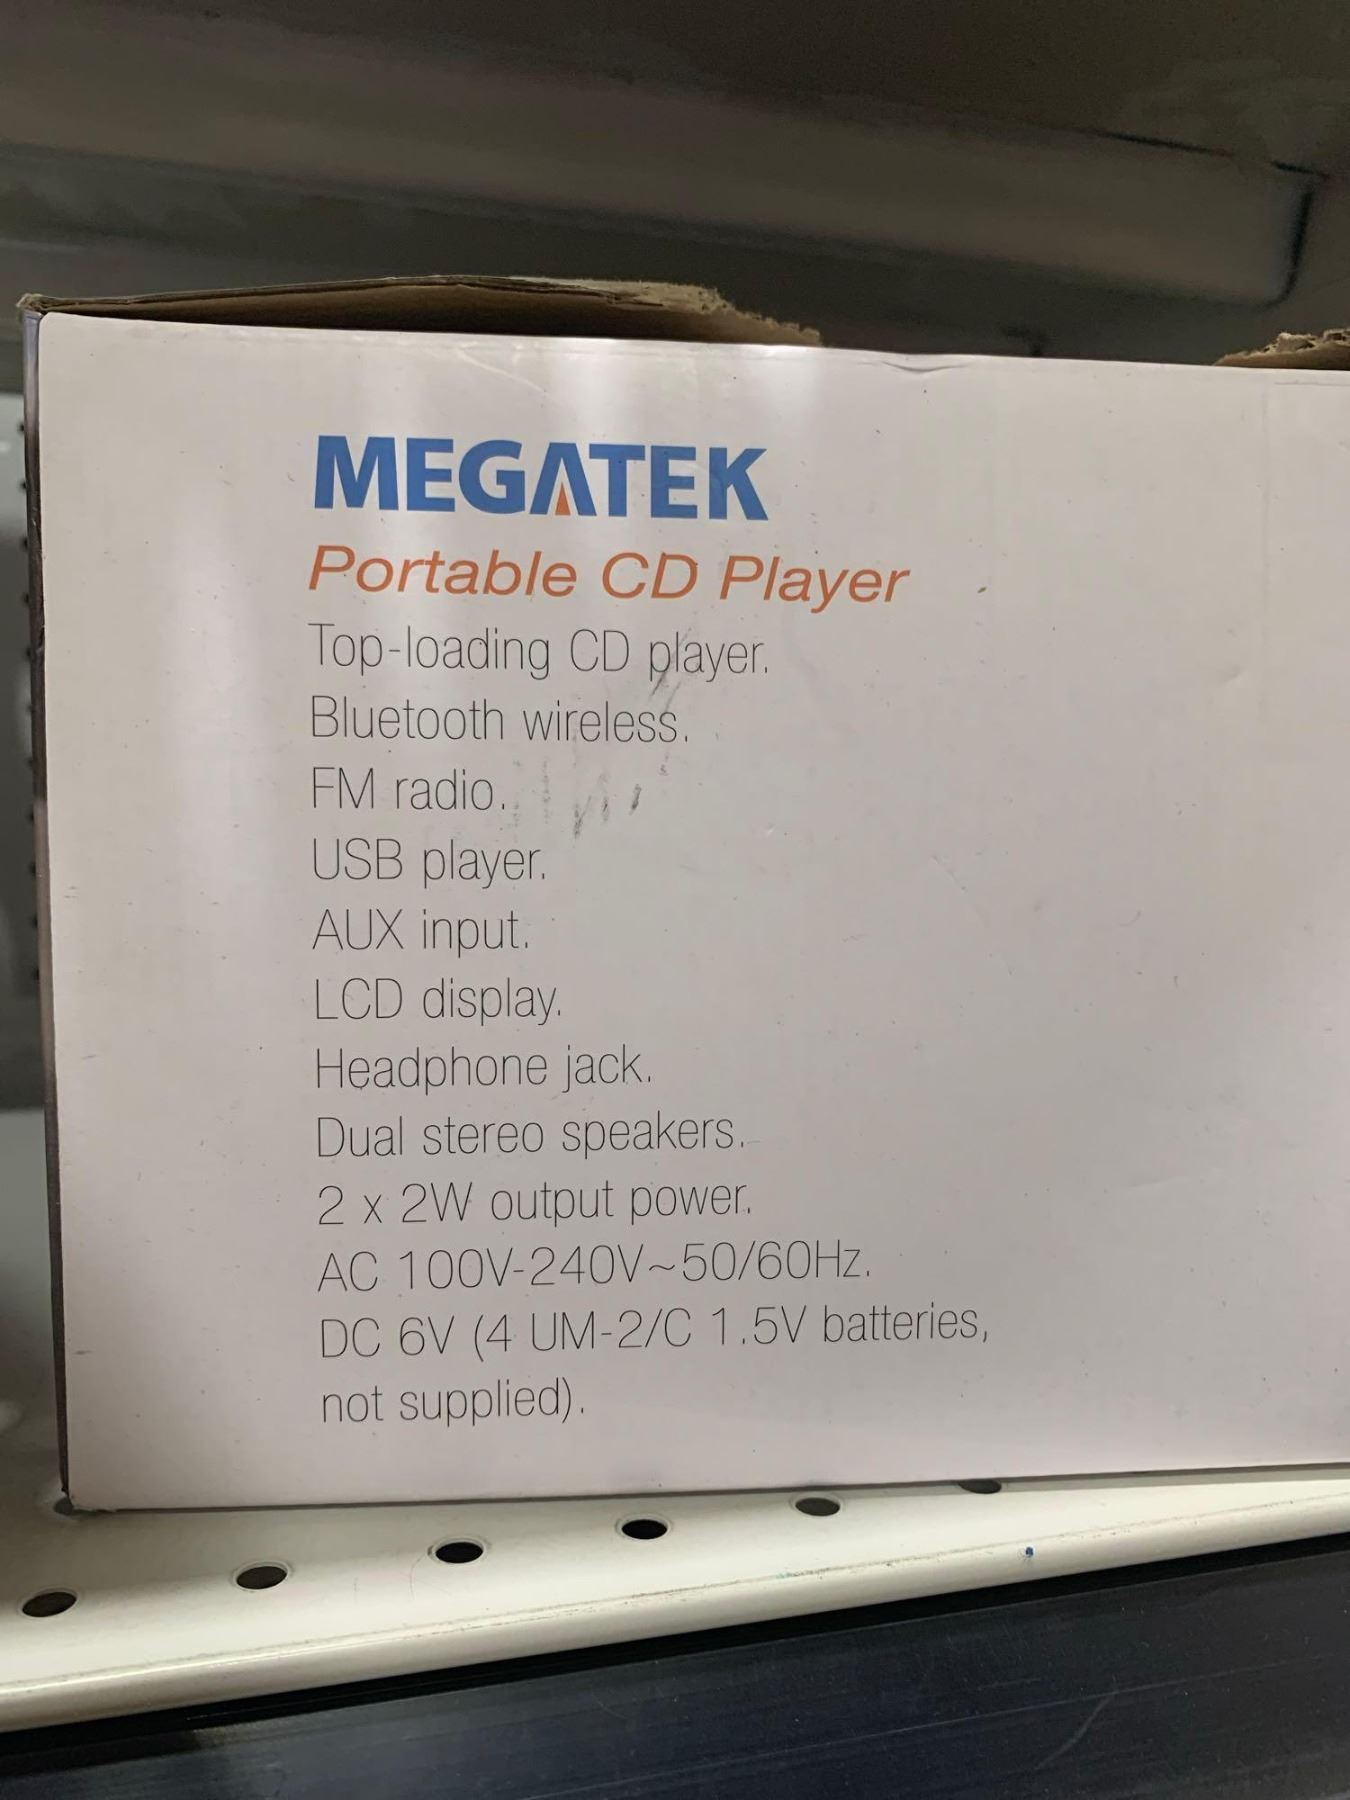 MEGATEK
Portable CD Player
Top-loading CD player.
Bluetooth wireless.
FM radio.
USB player.
AUX input.
LCD display.
Headphone jack.
Dual stereo speakers.
2 x 2W output power.
AC 100V-240V~50/60Hz.
DC 6V (4 UM-2/C 1.5V batteries,
not supplied).